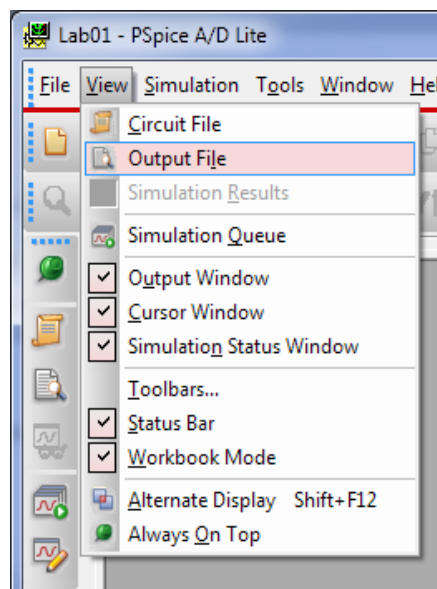 Lab01 - PSpice A/D Lite
File View Simulation Tools Window
Circuit File
Output File
Simulation Results
Simulation Queue
Output Window
Cursor Window
Simulation Status Window
Toolbars...
Status Bar
Workbook Mode
Alternate Display Shift+F12
Always On Top